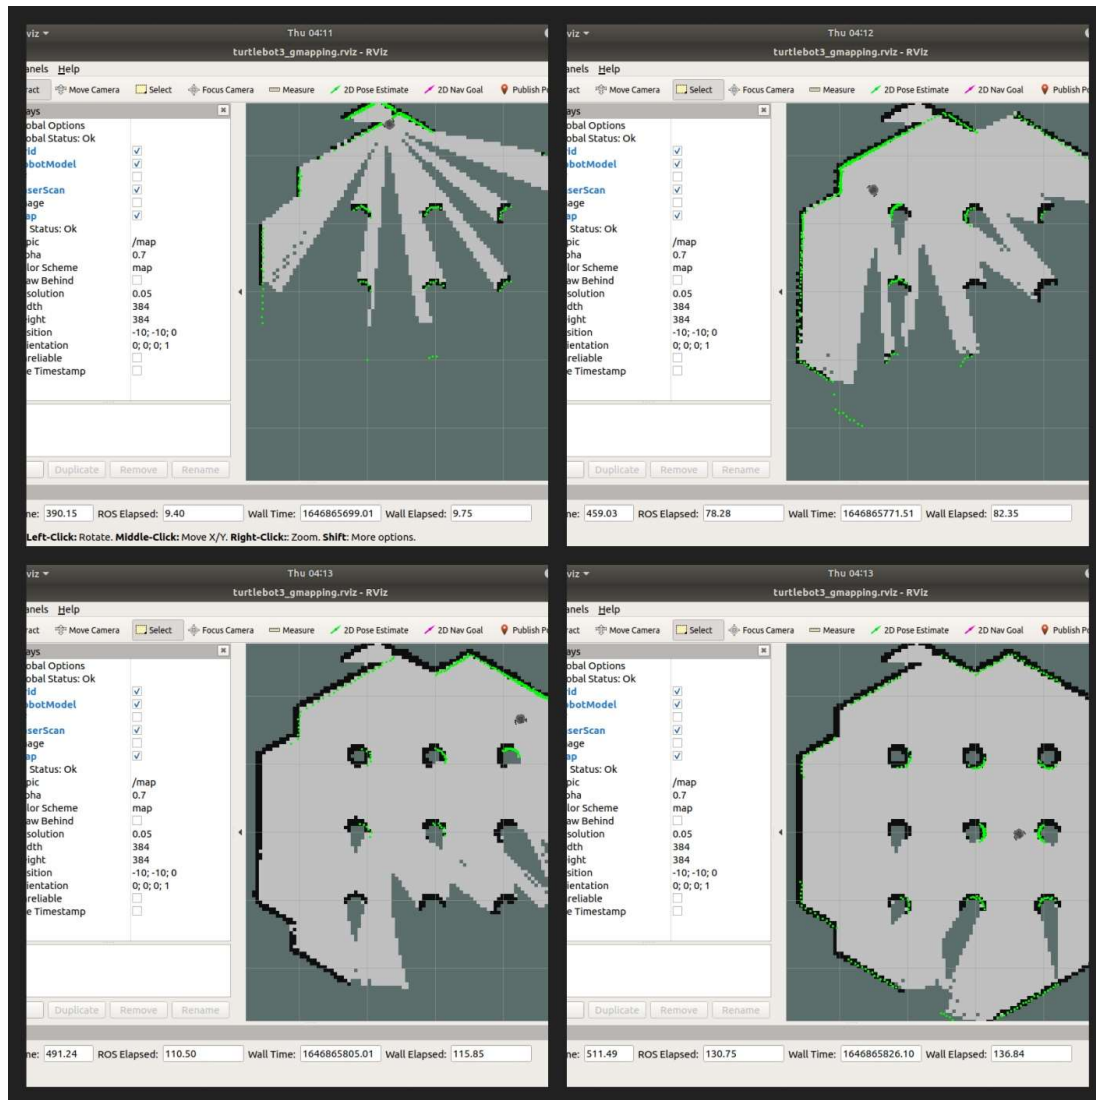 viz Thu 04:11
turtlebot3_gmapping.rviz - RViz
anels Help
ract Move Camera Select Focus Camera Measure 2D Pose Estimate 2D Nav Goal Publish Po
ays
obal Options
obal Status: Ok
id
obotModel
serScan
age
ap
Status: Ok
pic /map
pha 0.7
lor Scheme map
aw Behind
solution 0.05
dth 384
ight 384
sition -10; -10; 0
ientation 0; 0; 0; 1
reliable
e Timestamp
Duplicate Remove Rename
ne: 390.15 ROS Elapsed: 9.40 Wall Time: 1646865699.01 Wall Elapsed: 9.75
Left-Click: Rotate. Middle-Click: Move X/Y. Right-Click:: Zoom. Shift: More options.
viz Thu 04:12
turtlebot3_gmapping.rviz - RViz
anels Help
ract Move Camera Select Focus Camera Measure 2D Pose Estimate 2D Nav Goal Publish Po
ays
obal Options
obal Status: Ok
id
obotModel
serScan
age
ap
Status: Ok
pic /map
pha 0.7
lor Scheme map
aw Behind
solution 0.05
dth 384
ight 384
sition -10; -10; 0
ientation 0; 0; 0; 1
reliable
e Timestamp
Duplicate Remove Rename
ne: 459.03 ROS Elapsed: 78.28 Wall Time: 1646865771.51 Wall Elapsed: 82.35
viz Thu 04:13
turtlebot3_gmapping.rviz - RViz
anels Help
ract Move Camera Select Focus Camera Measure 2D Pose Estimate 2D Nav Goal Publish Po
ays
obal Options
obal Status: Ok
id
obotModel
serScan
age
ap
Status: Ok
pic /map
pha 0.7
lor Scheme map
aw Behind
solution 0.05
dth 384
ight 384
sition -10; -10; 0
ientation 0; 0; 0; 1
reliable
e Timestamp
Duplicate Remove Rename
ne: 491.24 ROS Elapsed: 110.50 Wall Time: 1646865805.01 Wall Elapsed: 115.85
viz Thu 04:13
turtlebot3_gmapping.rviz - RViz
anels Help
ract Move Camera Select Focus Camera Measure 2D Pose Estimate 2D Nav Goal Publish Po
ays
obal Options
obal Status: Ok
id
obotModel
serScan
age
ap
Status: Ok
pic /map
pha 0.7
lor Scheme map
aw Behind
solution 0.05
dth 384
ight 384
sition -10; -10; 0
ientation 0; 0; 0; 1
reliable
e Timestamp
Duplicate Remove Rename
ne: 511.49 ROS Elapsed: 130.75 Wall Time: 1646865826.10 Wall Elapsed: 136.84